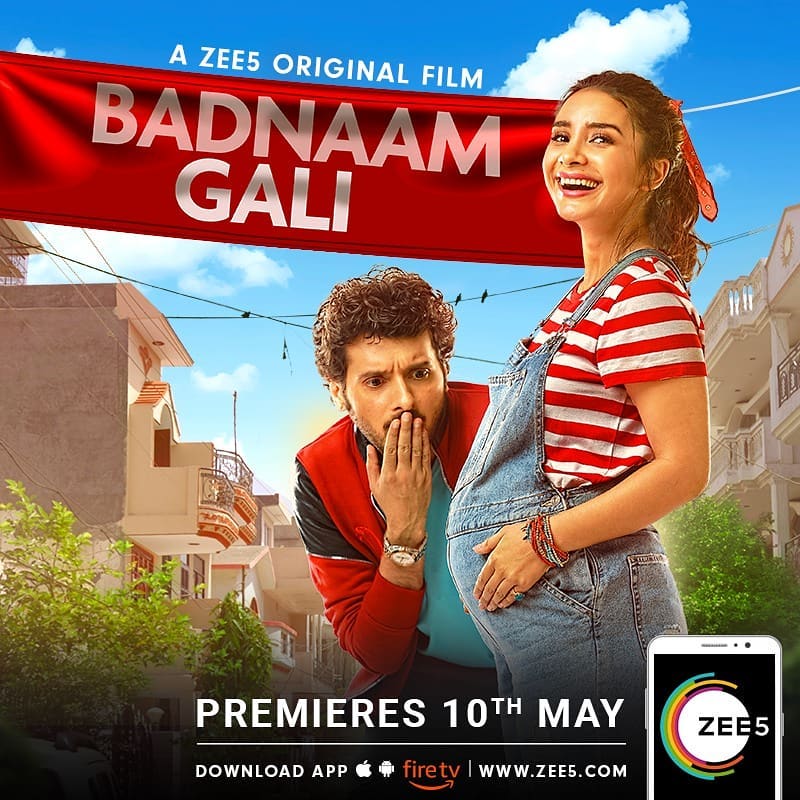 A ZEE5 ORIGINAL FILM
BADNAAM
GALI
PREMIERES 10TH MAY
DOWNLOAD APP firetv | WWW.ZEE5.COM
ZEE5